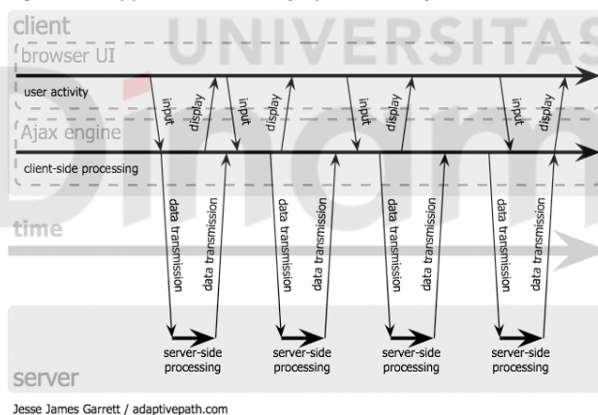 UNIVERSITAS
Dinam
client
browser UI
user activity
input
display
input
display
input
display
input
display
Ajax engine
client-side processing
data transmission
data transmission
data transmission
data transmission
data transmission
data transmission
data transmission
data transmission
time
server-side
processing
server-side
processing
server-side
processing
server-side
processing
server
Jesse James Garrett / adaptivepath.com